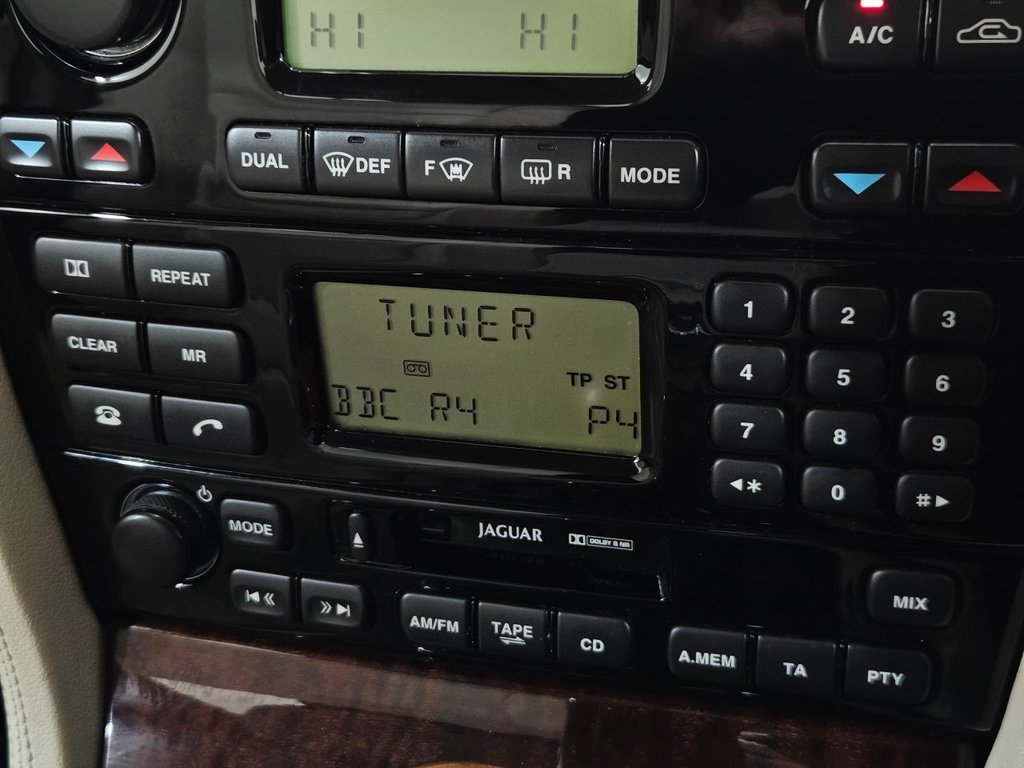 HI HI
A/C
DUAL DEF F R MODE
REPEAT
CLEAR MR
TUNER
TP ST
BBC R4 P4
1 2 3
4 5 6
7 8 9
* 0 #
MODE
JAGUAR DOLBY B NR
AM/FM TAPE CD
MIX
A.MEM TA PTY